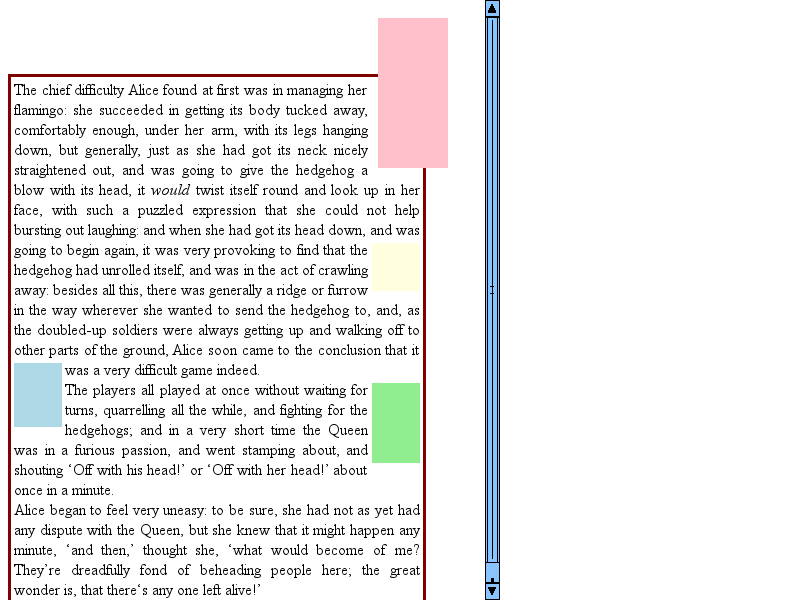 The chief difficulty Alice found at first was in managing her
flamingo: she succeeded in getting its body tucked away,
comfortably enough, under her arm, with its legs hanging
down, but generally, just as she had got its neck nicely
straightened out, and was going to give the hedgehog a
blow with its head, it would twist itself round and look up in her
face, with such a puzzled expression that she could not help
bursting out laughing: and when she had got its head down, and was
going to begin again, it was very provoking to find that the
hedgehog had unrolled itself, and was in the act of crawling
away: besides all this, there was generally a ridge or furrow
in the way wherever she wanted to send the hedgehog to, and, as
the doubled-up soldiers were always getting up and walking off to
other parts of the ground, Alice soon came to the conclusion that it
was a very difficult game indeed.
The players all played at once without waiting for
turns, quarrelling all the while, and fighting for the
hedgehogs; and in a very short time the Queen
was in a furious passion, and went stamping about, and
shouting ‘Off with his head!’ or ‘Off with her head!’ about
once in a minute.
Alice began to feel very uneasy: to be sure, she had not as yet had
any dispute with the Queen, but she knew that it might happen any
minute, ‘and then,’ thought she, ‘what would become of me?
They’re dreadfully fond of beheading people here; the great
wonder is, that there‘s any one left alive!’